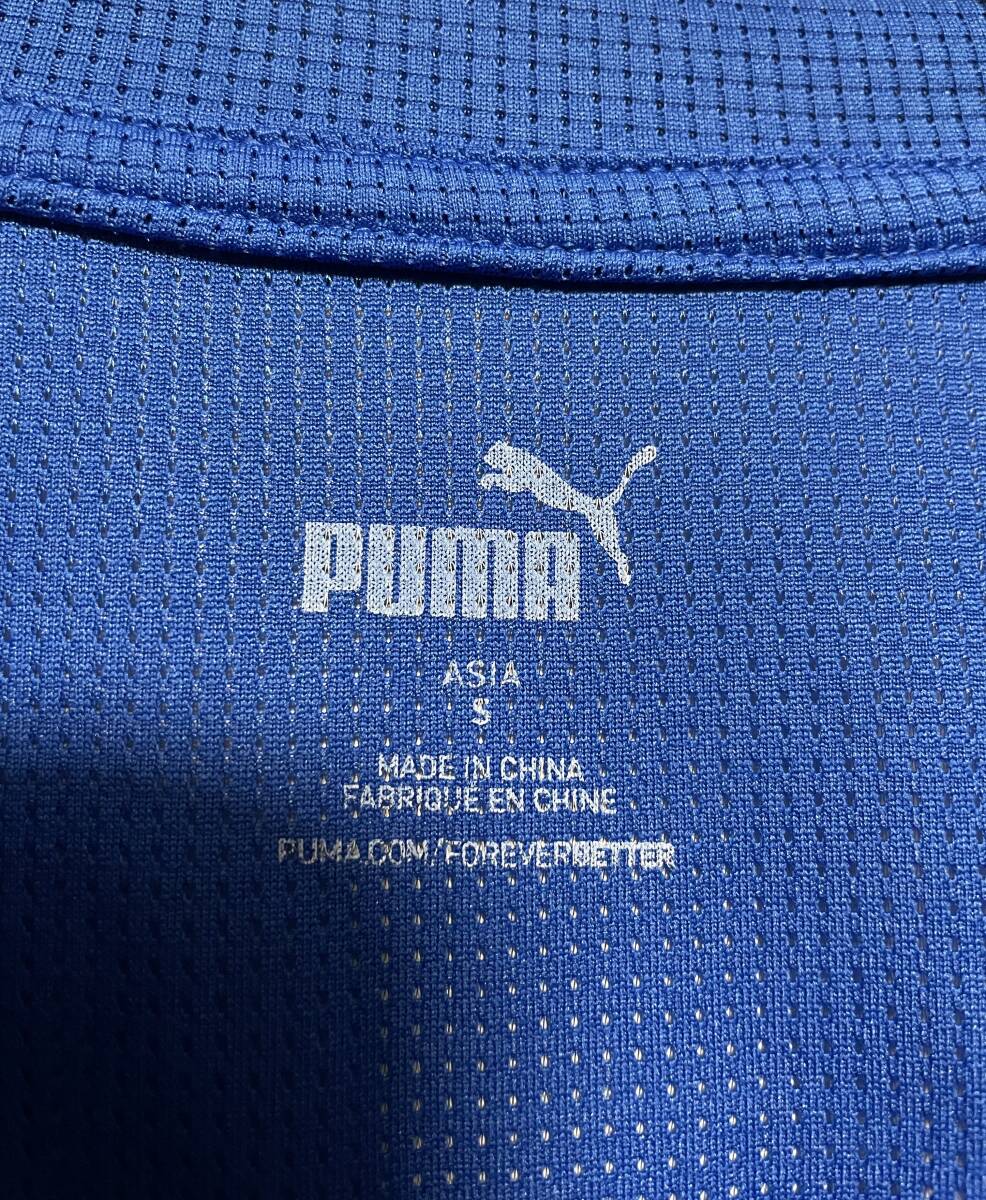 PUMA
ASIA
S
MADE IN CHINA
FABRIQUE EN CHINE
PUMA.COM/FOREVERBETTER